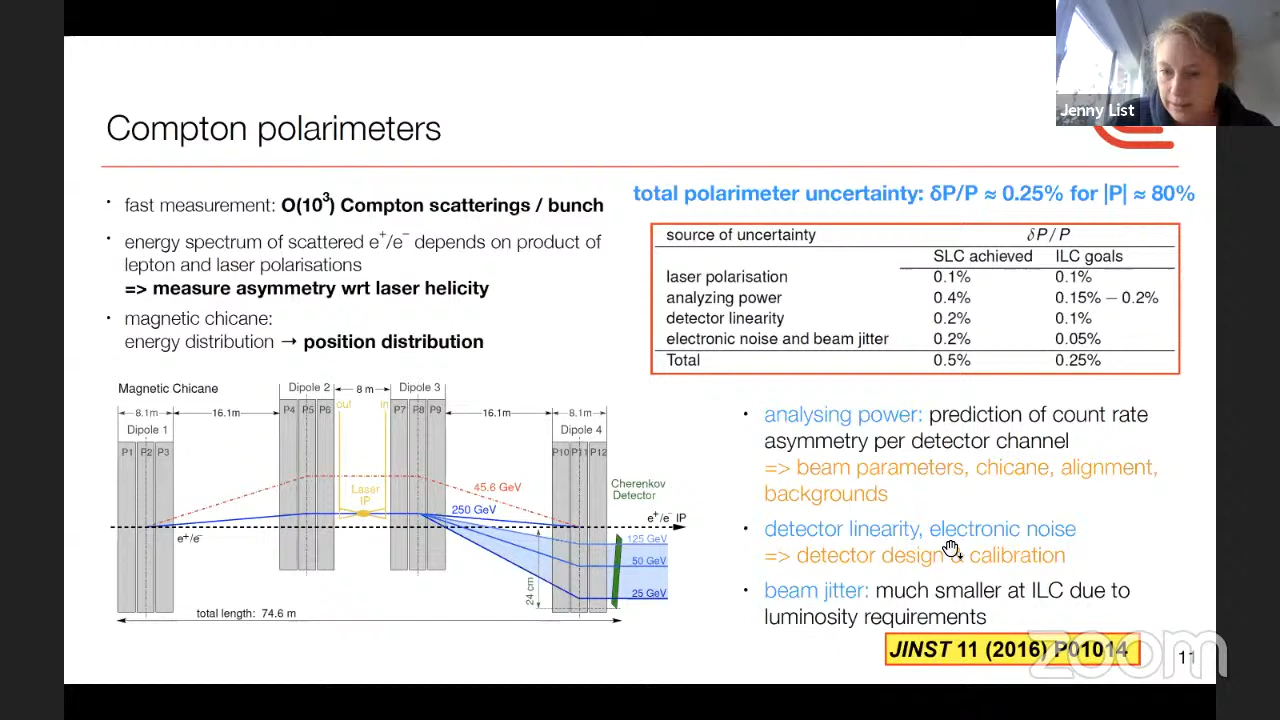 Jenny List
Compton polarimeters
• fast measurement: O(10³) Compton scatterings / bunch
• energy spectrum of scattered e⁺/e⁻ depends on product of
lepton and laser polarisations
=> measure asymmetry wrt laser helicity
• magnetic chicane:
energy distribution → position distribution
total polarimeter uncertainty: δP/P ≈ 0.25% for |P| ≈ 80%
source of uncertainty δP / P
SLC achieved ILC goals
laser polarisation 0.1% 0.1%
analyzing power 0.4% 0.15% − 0.2%
detector linearity 0.2% 0.1%
electronic noise and beam jitter 0.2% 0.05%
Total 0.5% 0.25%
Magnetic Chicane
Dipole 2 8 m Dipole 3
8.1m 16.1m P4 P5 P6 out in P7 P8 P9 16.1m 8.1m
Dipole 1 Dipole 4
P1 P2 P3 P10 P11 P12
Laser
IP
45.6 GeV
250 GeV
Cherenkov
Detector
e⁺/e⁻ IP
e⁺/e⁻
125 GeV
50 GeV
25 GeV
24 cm
total length: 74.6 m
• analysing power: prediction of count rate
asymmetry per detector channel
=> beam parameters, chicane, alignment,
backgrounds
• detector linearity, electronic noise
=> detector design & calibration
• beam jitter: much smaller at ILC due to
luminosity requirements
JINST 11 (2016) P01014
zoom
11